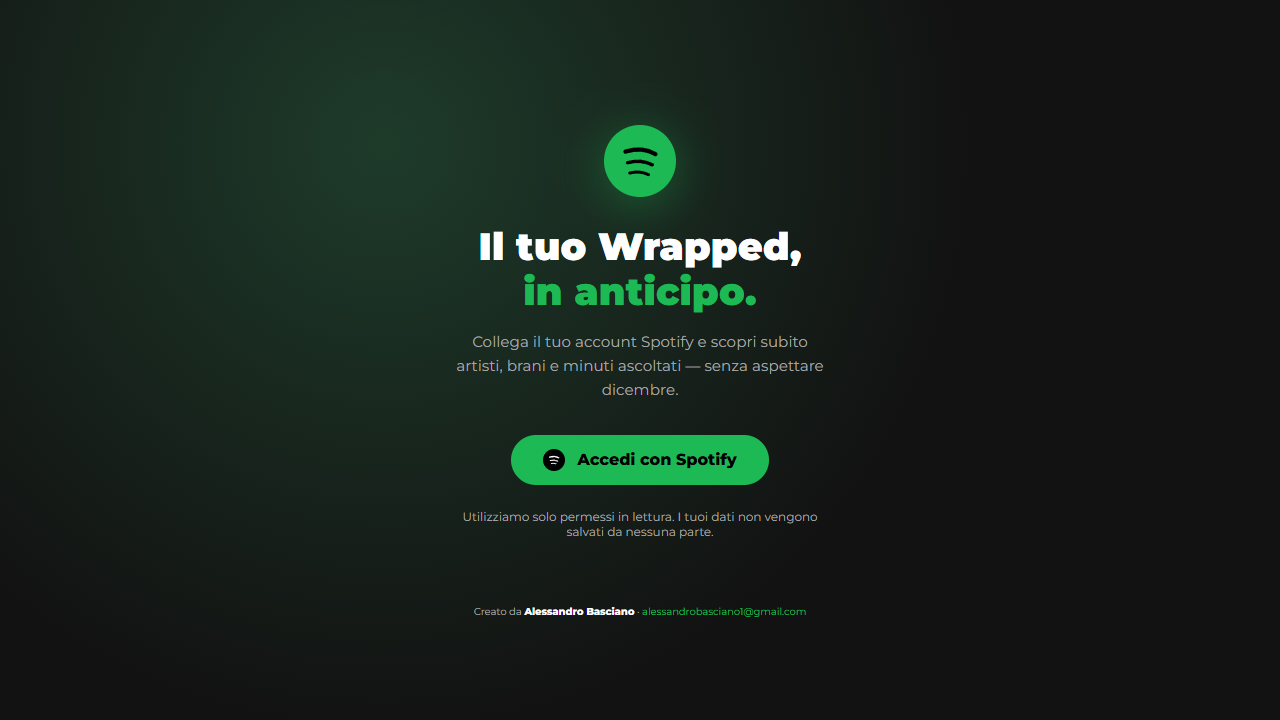 Il tuo Wrapped,
in anticipo.
Collega il tuo account Spotify e scopri subito
artisti, brani e minuti ascoltati — senza aspettare
dicembre.
Accedi con Spotify
Utilizziamo solo permessi in lettura. I tuoi dati non vengono
salvati da nessuna parte.
Creato da Alessandro Basciano · alessandrobasciano1@gmail.com